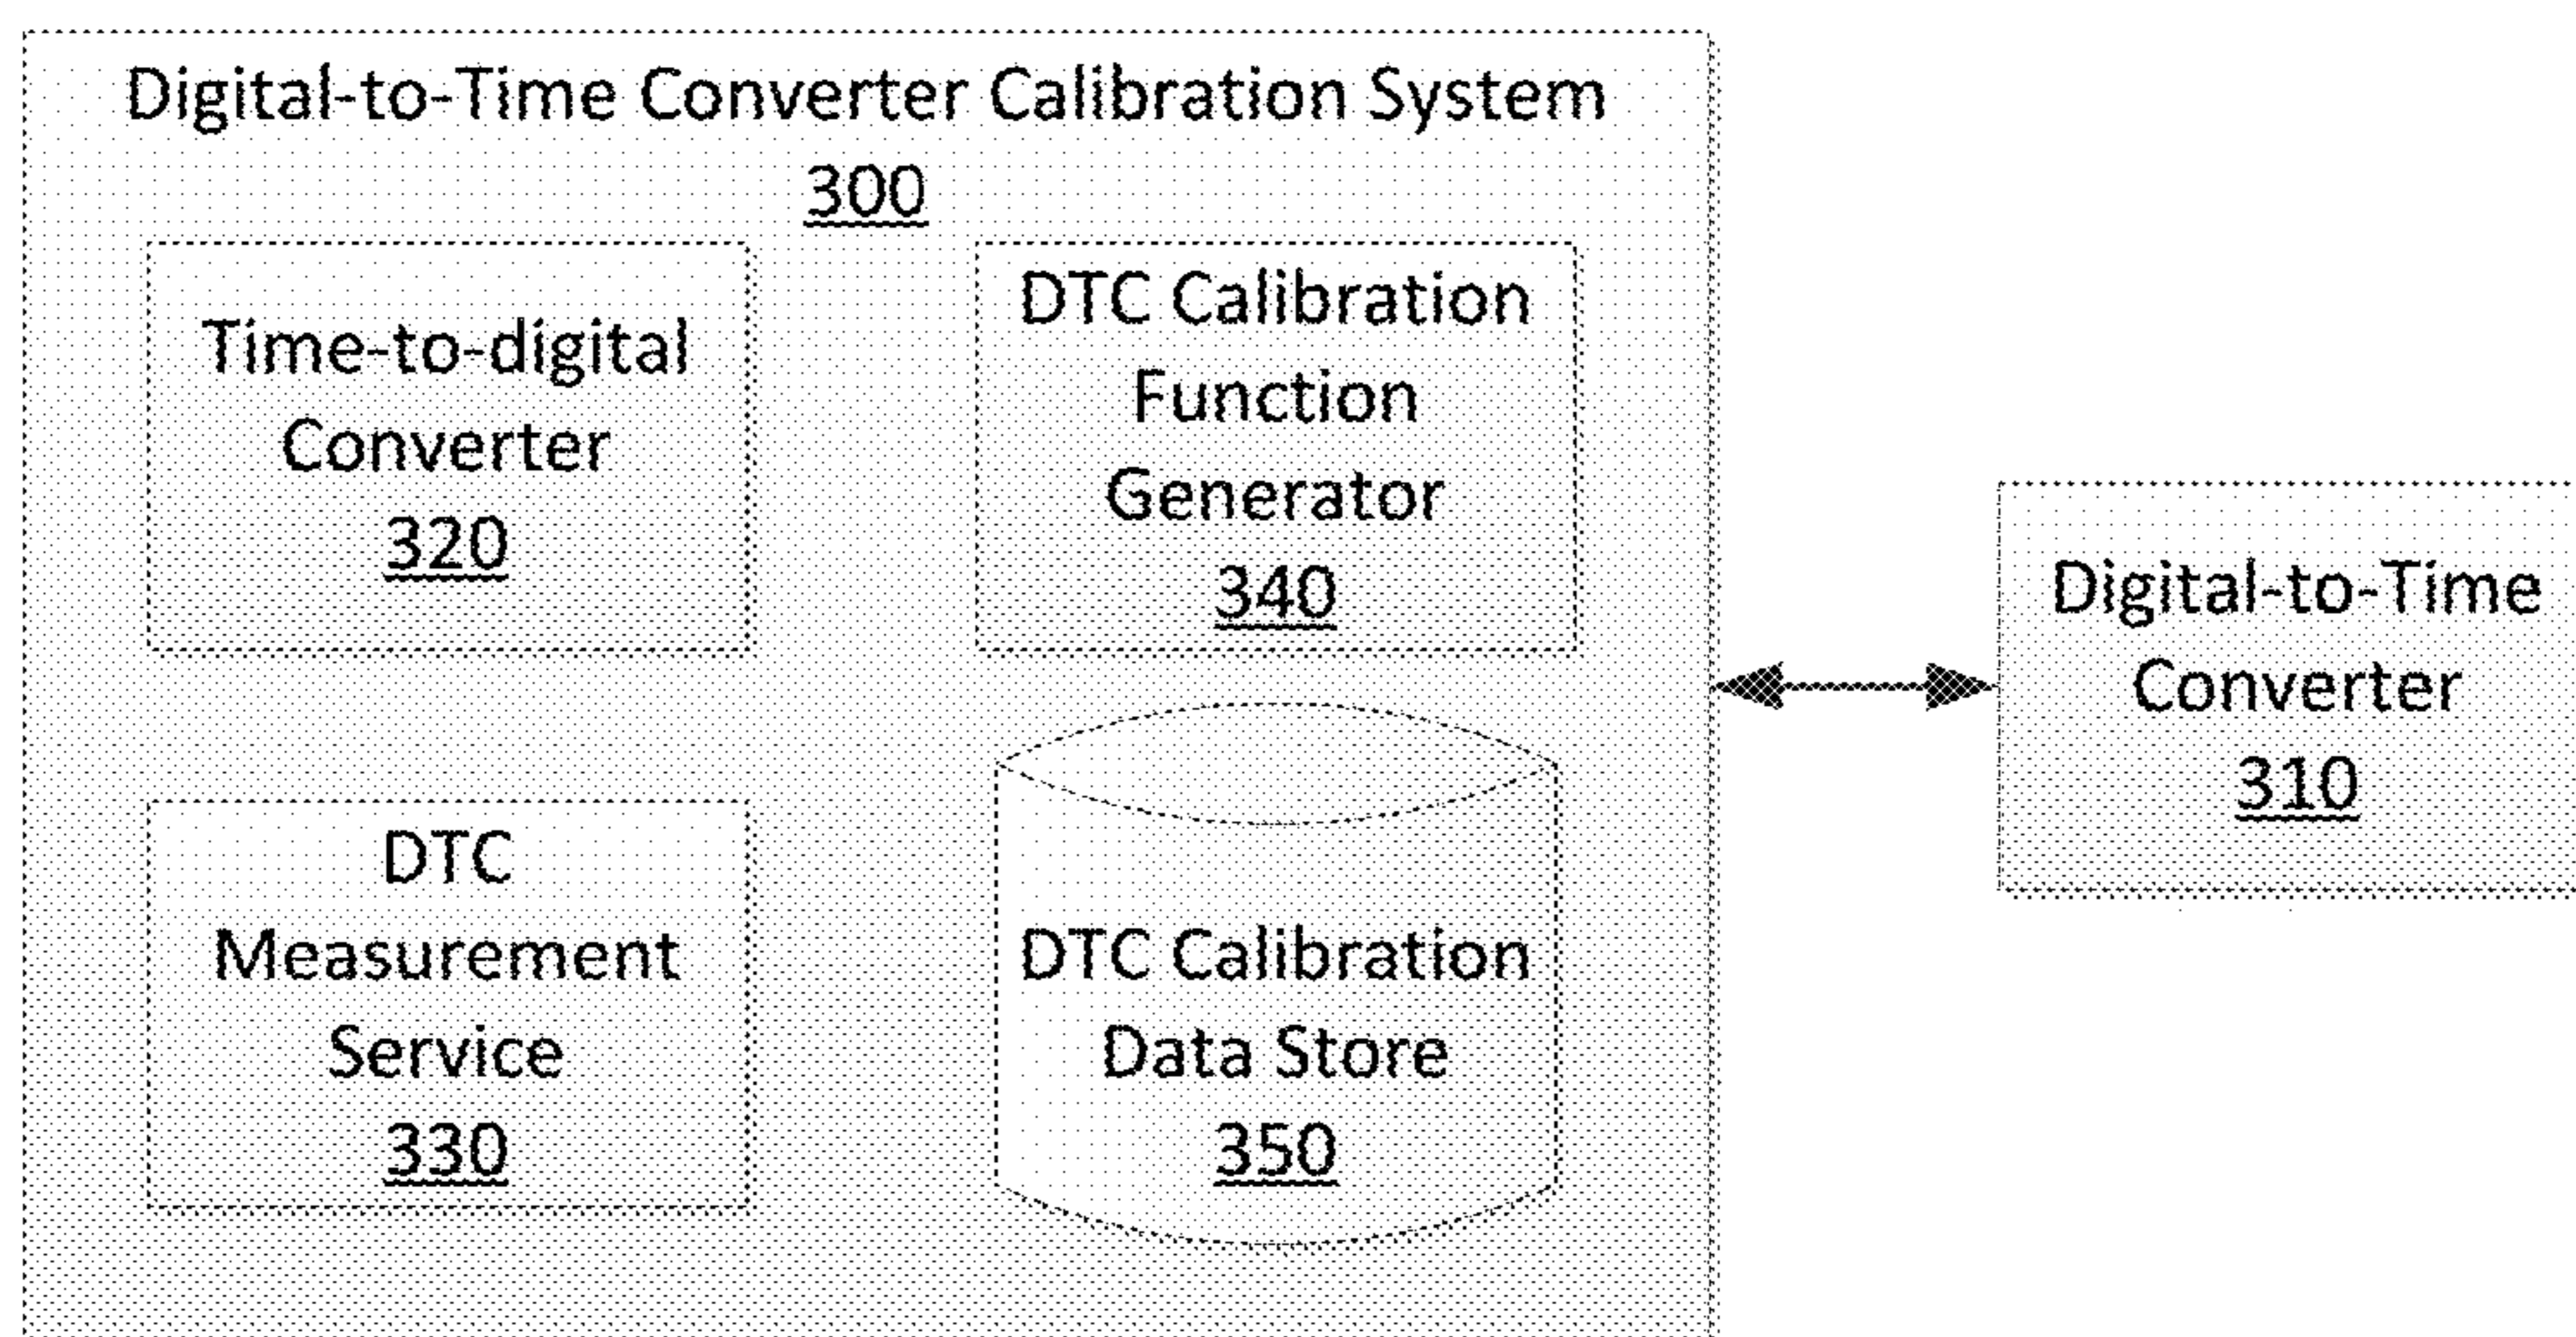 Digital-to-Time Converter Calibration System
300
Time-to-digital
Converter
320
DTC Calibration
Function
Generator
340
DTC
Measurement
Service
330
DTC Calibration
Data Store
350
Digital-to-Time
Converter
310